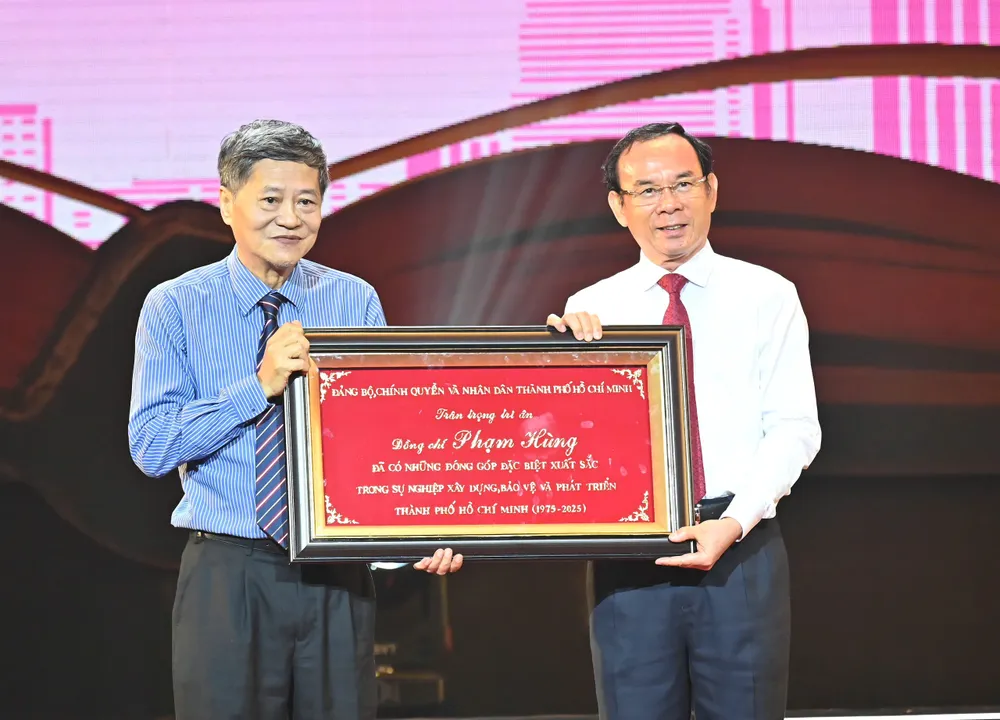 ĐẢNG BỘ, CHÍNH QUYỀN VÀ NHÂN DÂN THÀNH PHỐ HỒ CHÍ MINH
Trân trọng tri ân
Đồng chí Phạm Hùng
ĐÃ CÓ NHỮNG ĐÓNG GÓP ĐẶC BIỆT XUẤT SẮC
TRONG SỰ NGHIỆP XÂY DỰNG, BẢO VỆ VÀ PHÁT TRIỂN
THÀNH PHỐ HỒ CHÍ MINH (1975-2025)